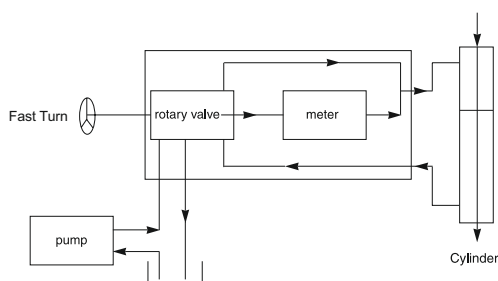 Fast Turn
rotary valve
meter
pump
Cylinder